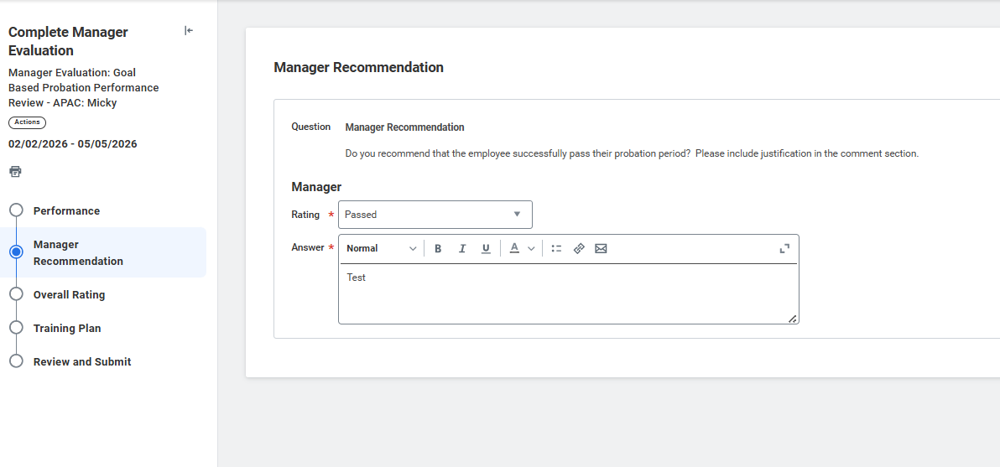 Complete Manager
Evaluation
Manager Evaluation: Goal
Based Probation Performance
Review - APAC: Micky
Actions
02/02/2026 - 05/05/2026
Performance
Manager
Recommendation
Overall Rating
Training Plan
Review and Submit
Manager Recommendation
Question Manager Recommendation
Do you recommend that the employee successfully pass their probation period?  Please include justification in the comment section.
Manager
Rating * Passed
Answer * Normal B I U A
Test